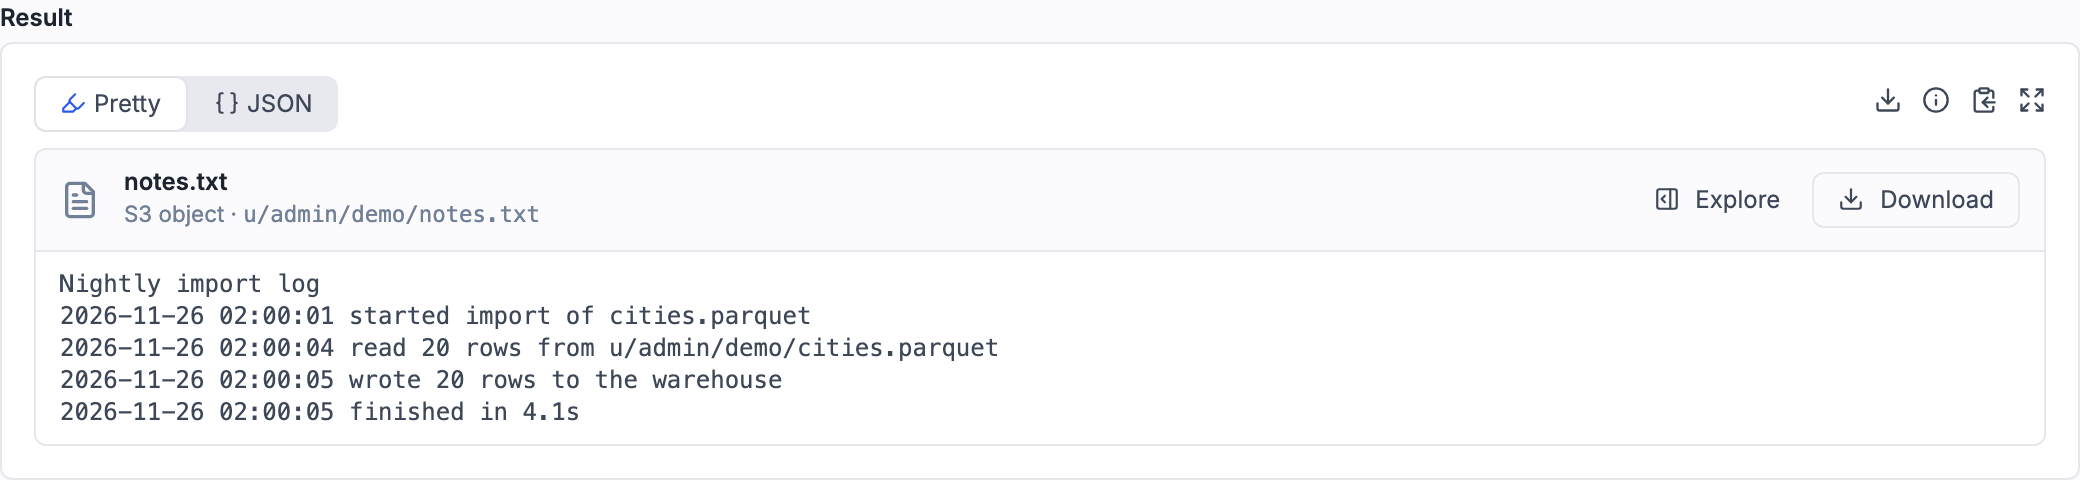 Result
Pretty
{} JSON
notes.txt
S3 object · u/admin/demo/notes.txt
Explore
Download
Nightly import log
2026-11-26 02:00:01 started import of cities.parquet
2026-11-26 02:00:04 read 20 rows from u/admin/demo/cities.parquet
2026-11-26 02:00:05 wrote 20 rows to the warehouse
2026-11-26 02:00:05 finished in 4.1s